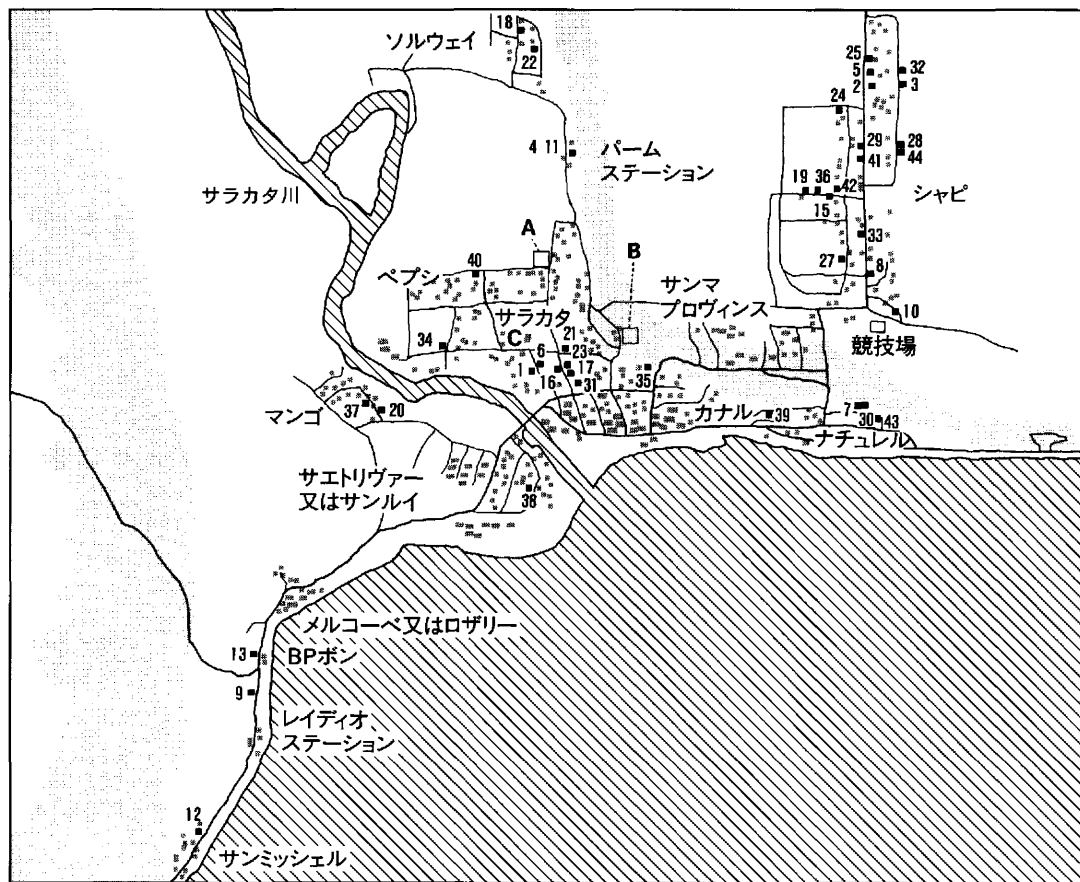 18
ソルウェイ
22
25
5
2
32
3
24
4 11
パーム
ステーション
29
41
28
44
サラカタ川
19 36
42
15
シャピ
A
B
33
40
ペプシ
27
8
サンマ
プロヴィンス
サラカタ
C
10
競技場
34
21
6
23
1
16
17
31
35
マンゴ
37
20
カナル
39
7
30
43
ナチュレル
サエトリヴァー
又はサンルイ
38
メルコーベ又はロザリー
13
BPボン
9
レイディオ
ステーション
12
サンミッシェル